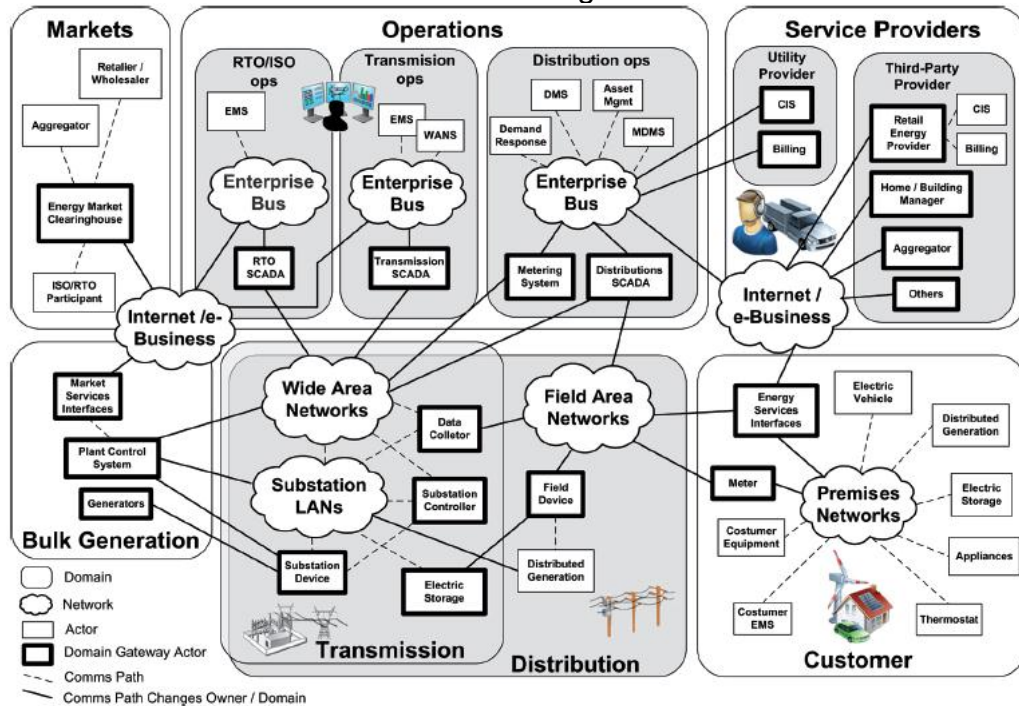 Markets
Retailer /
Wholesaler
Aggregator
Energy Market
Clearinghouse
ISO/RTO
Participant
Operations
RTO/ISO
ops
EMS
Enterprise
Bus
RTO
SCADA
Transmision
ops
EMS
WANS
Enterprise
Bus
Transmission
SCADA
Distribution ops
DMS
Asset
Mgmt
Demand
Response
MDMS
Enterprise
Bus
Metering
System
Distributions
SCADA
Service Providers
Utility
Provider
CIS
Billing
Third-Party
Provider
Retail
Energy
Provider
CIS
Billing
Home / Building
Manager
Aggregator
Others
Internet /e-
Business
Internet /
e-Business
Market
Services
Interfaces
Plant Control
System
Generators
Bulk Generation
Wide Area
Networks
Data
Colletor
Substation
LANs
Substation
Controller
Substation
Device
Electric
Storage
Transmission
Field Area
Networks
Field
Device
Distributed
Generation
Distribution
Energy
Services
Interfaces
Meter
Electric
Vehicle
Distributed
Generation
Premises
Networks
Electric
Storage
Costumer
Equipment
Appliances
Costumer
EMS
Thermostat
Customer
Domain
Network
Actor
Domain Gateway Actor
Comms Path
Comms Path Changes Owner / Domain